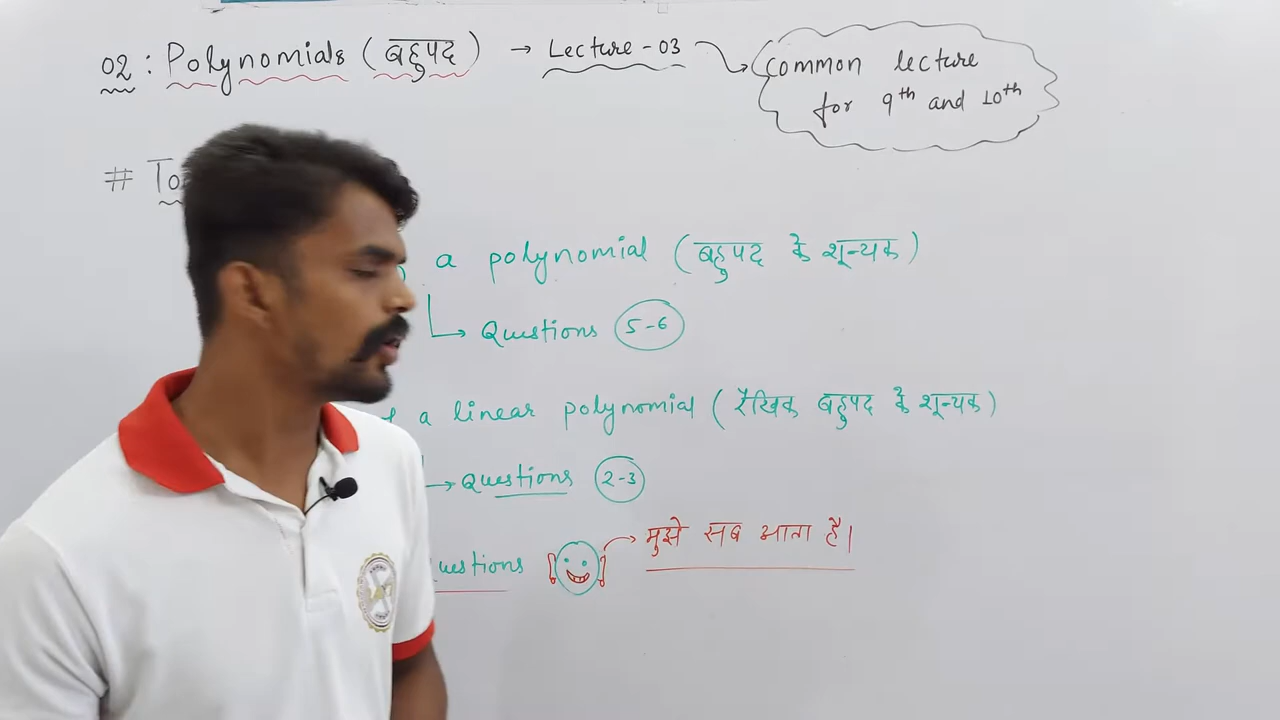 02 : Polynomials (बहुपद) → Lecture - 03
Common lecture
for 9th and 10th
#
a polynomial (बहुपद के शून्यक)
→ Questions 5-6
a linear polynomial (रैखिक बहुपद के शून्यक)
→ Questions 2-3
uestions → मुझे सब आता है।